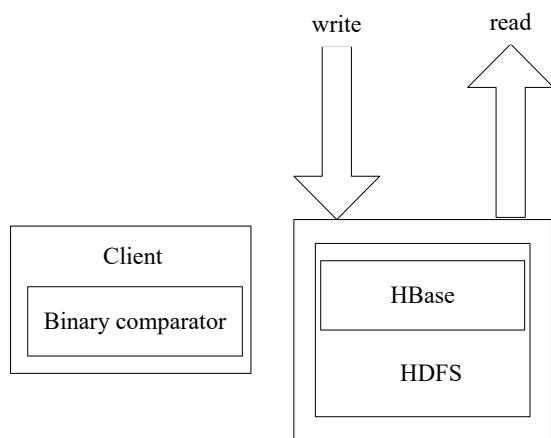 write
read
Client
Binary comparator
HBase
HDFS